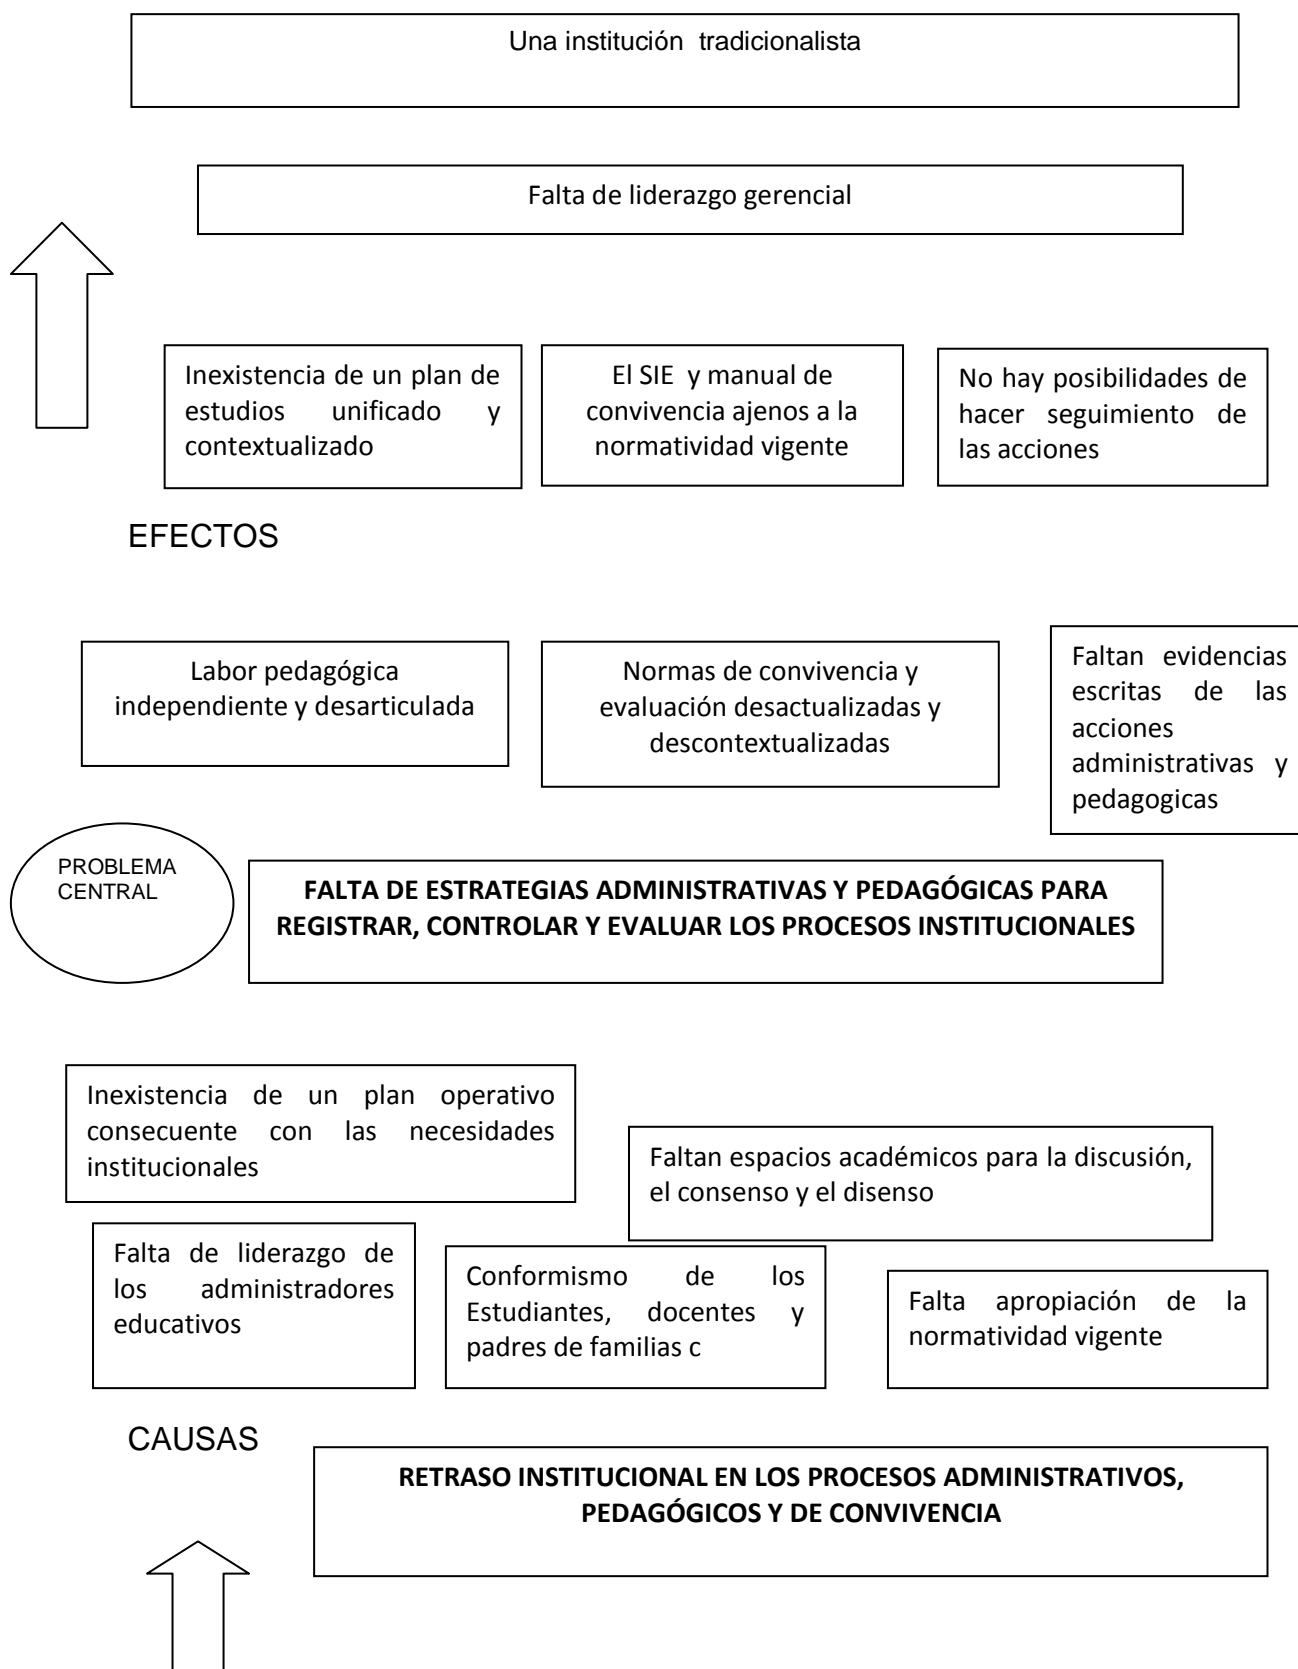 Una institución tradicionalista
Falta de liderazgo gerencial
Inexistencia de un plan de
estudios unificado y
contextualizado
El SIE y manual de
convivencia ajenos a la
normatividad vigente
No hay posibilidades de
hacer seguimiento de
las acciones
EFECTOS
Labor pedagógica
independiente y desarticulada
Normas de convivencia y
evaluación desactualizadas y
descontextualizadas
Faltan evidencias
escritas de las
acciones
administrativas y
pedagogicas
PROBLEMA
CENTRAL
FALTA DE ESTRATEGIAS ADMINISTRATIVAS Y PEDAGÓGICAS PARA
REGISTRAR, CONTROLAR Y EVALUAR LOS PROCESOS INSTITUCIONALES
Inexistencia de un plan operativo
consecuente con las necesidades
institucionales
Faltan espacios académicos para la discusión,
el consenso y el disenso
Falta de liderazgo de
los administradores
educativos
Conformismo de los
Estudiantes, docentes y
padres de familias c
Falta apropiación de la
normatividad vigente
CAUSAS
RETRASO INSTITUCIONAL EN LOS PROCESOS ADMINISTRATIVOS,
PEDAGÓGICOS Y DE CONVIVENCIA